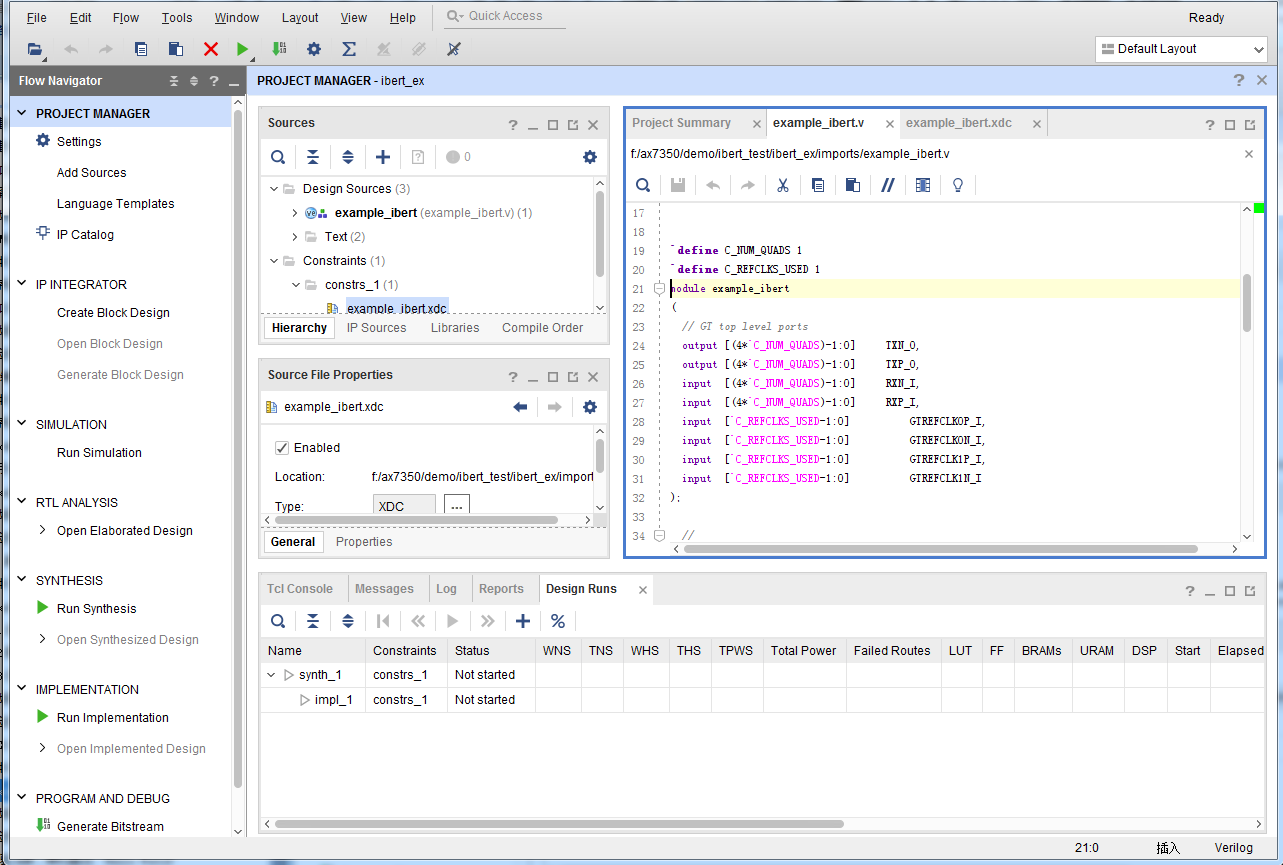 File Edit Flow Tools Window Layout View Help Quick Access Ready
Default Layout
Flow Navigator
PROJECT MANAGER
Settings
Add Sources
Language Templates
IP Catalog
IP INTEGRATOR
Create Block Design
Open Block Design
Generate Block Design
SIMULATION
Run Simulation
RTL ANALYSIS
Open Elaborated Design
SYNTHESIS
Run Synthesis
Open Synthesized Design
IMPLEMENTATION
Run Implementation
Open Implemented Design
PROGRAM AND DEBUG
Generate Bitstream
PROJECT MANAGER - ibert_ex
Sources
0
Design Sources (3)
example_ibert (example_ibert.v) (1)
Text (2)
Constraints (1)
constrs_1 (1)
example_ibert.xdc
Hierarchy IP Sources Libraries Compile Order
Source File Properties
example_ibert.xdc
Enabled
Location: f:/ax7350/demo/ibert_test/ibert_ex/import
Type: XDC ...
General Properties
Project Summary example_ibert.v example_ibert.xdc
f:/ax7350/demo/ibert_test/ibert_ex/imports/example_ibert.v
17
18
19 `define C_NUM_QUADS 1
20 `define C_REFCLKS_USED 1
21 module example_ibert
22 (
23 // GT top level ports
24 output [(4*`C_NUM_QUADS)-1:0] TXN_O,
25 output [(4*`C_NUM_QUADS)-1:0] TXP_O,
26 input [(4*`C_NUM_QUADS)-1:0] RXN_I,
27 input [(4*`C_NUM_QUADS)-1:0] RXP_I,
28 input [`C_REFCLKS_USED-1:0] GTREFCLK0P_I,
29 input [`C_REFCLKS_USED-1:0] GTREFCLK0N_I,
30 input [`C_REFCLKS_USED-1:0] GTREFCLK1P_I,
31 input [`C_REFCLKS_USED-1:0] GTREFCLK1N_I
32 );
33
34 //
Tcl Console Messages Log Reports Design Runs
Name Constraints Status WNS TNS WHS THS TPWS Total Power Failed Routes LUT FF BRAMs URAM DSP Start Elapsed
synth_1 constrs_1 Not started
impl_1 constrs_1 Not started
21:0 插入 Verilog